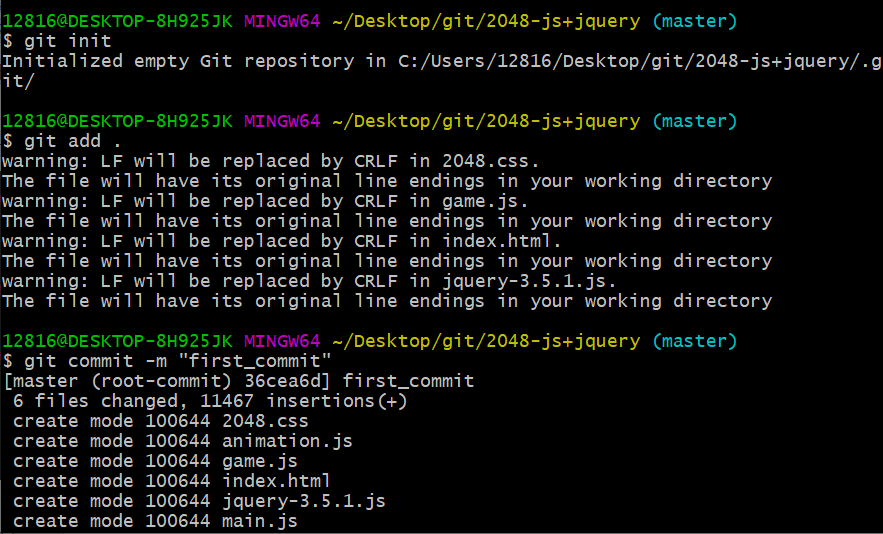 12816@DESKTOP-8H925JK MINGW64 ~/Desktop/git/2048-js+jquery (master)
$ git init
Initialized empty Git repository in C:/Users/12816/Desktop/git/2048-js+jquery/.g
it/
12816@DESKTOP-8H925JK MINGW64 ~/Desktop/git/2048-js+jquery (master)
$ git add .
warning: LF will be replaced by CRLF in 2048.css.
The file will have its original line endings in your working directory
warning: LF will be replaced by CRLF in game.js.
The file will have its original line endings in your working directory
warning: LF will be replaced by CRLF in index.html.
The file will have its original line endings in your working directory
warning: LF will be replaced by CRLF in jquery-3.5.1.js.
The file will have its original line endings in your working directory
12816@DESKTOP-8H925JK MINGW64 ~/Desktop/git/2048-js+jquery (master)
$ git commit -m "first_commit"
[master (root-commit) 36cea6d] first_commit
 6 files changed, 11467 insertions(+)
 create mode 100644 2048.css
 create mode 100644 animation.js
 create mode 100644 game.js
 create mode 100644 index.html
 create mode 100644 jquery-3.5.1.js
 create mode 100644 main.js